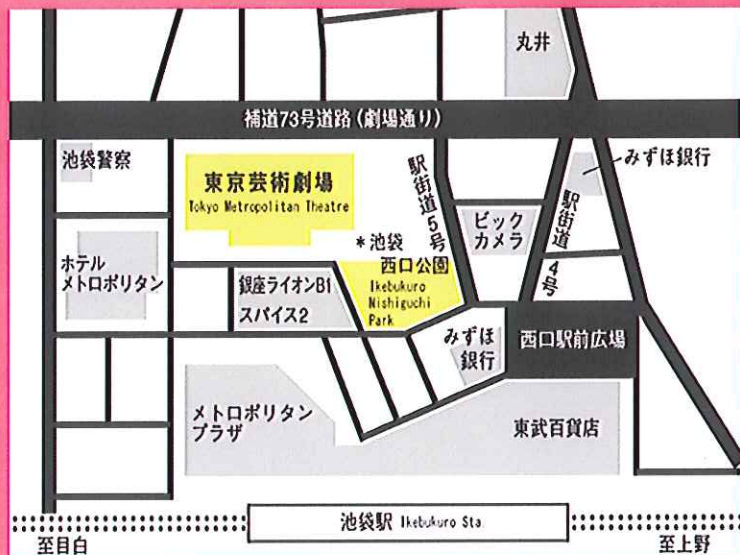 丸井
補道73号道路(劇場通り)
池袋警察
東京芸術劇場
Tokyo Metropolitan Theatre
駅街道5号
みずほ銀行
ビック
カメラ
駅街道
4号
*池袋
西口公園
Ikebukuro
Nishiguchi
Park
ホテル
メトロポリタン
銀座ライオンB1
スパイス2
みずほ
銀行
西口駅前広場
メトロポリタン
プラザ
東武百貨店
池袋駅 Ikebukuro Sta.
至目白
至上野